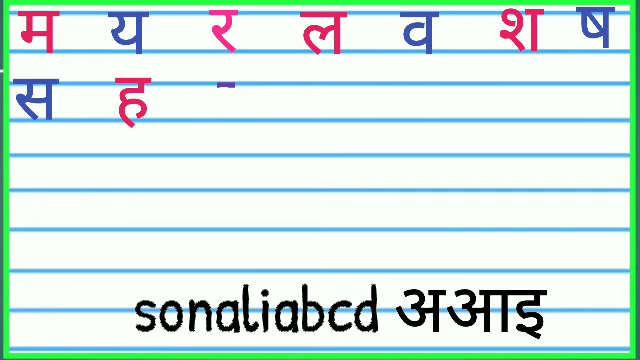 म य र ल व श ष
स ह
sonaliabcd अआइ